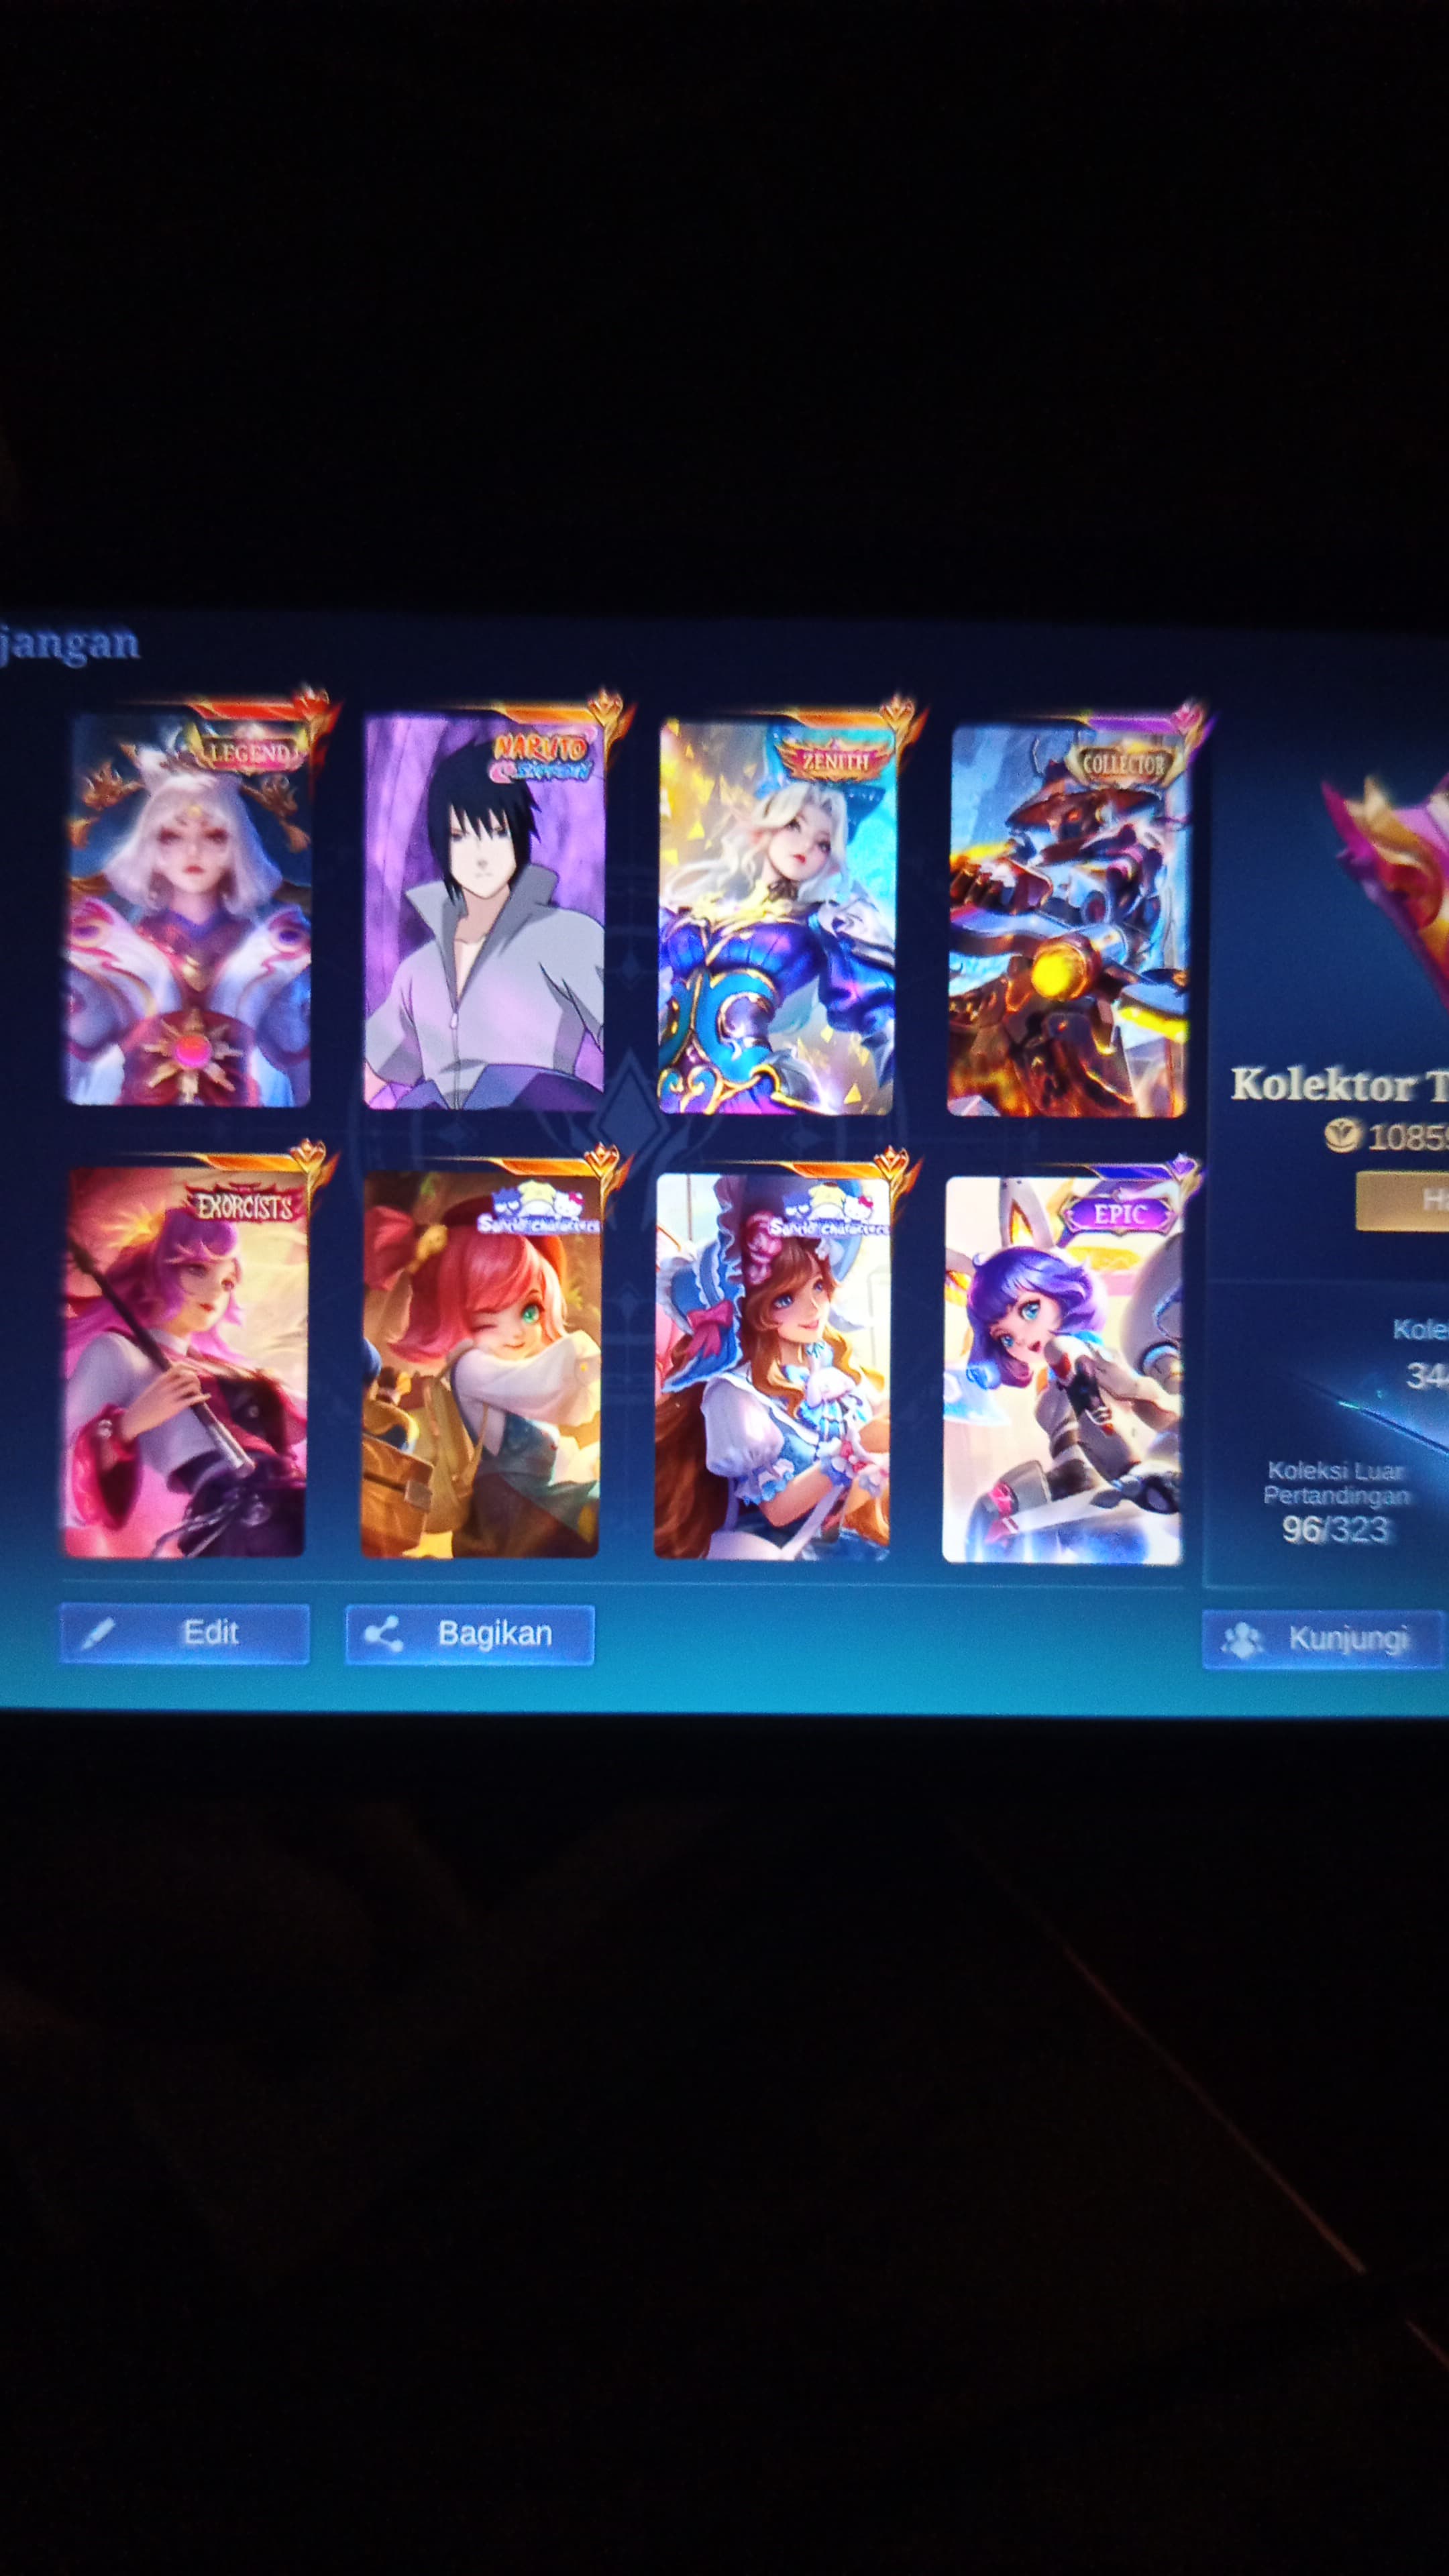 jangan
LEGEND
NARUTO
SHIPPUDEN
ZENITH
COLLECTOR
Kolektor T
1085
EXORCISTS
Sanrio characters
Sanrio characters
EPIC
H
Kole
34
Koleksi Luar
Pertandingan
96/323
Edit
Bagikan
Kunjungi